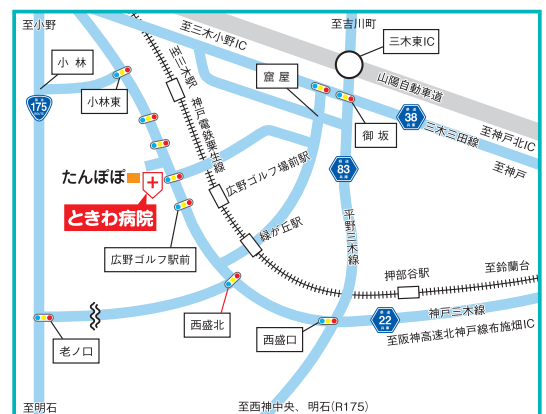 至小野
至三木小野IC
至吉川町
三木東IC
小林
至三木駅
窟屋
山陽自動車道
小林東
175
神戸電鉄粟生線
御坂
38
三木三田線
至神戸北IC
至神戸
83
たんぽぽ
広野ゴルフ場前駅
ときわ病院
平野三木線
緑が丘駅
広野ゴルフ駅前
押部谷駅
至鈴蘭台
西盛北
西盛口
22
神戸三木線
至阪神高速北神戸線布施畑IC
老ノ口
至明石
至西神中央、明石(R175)